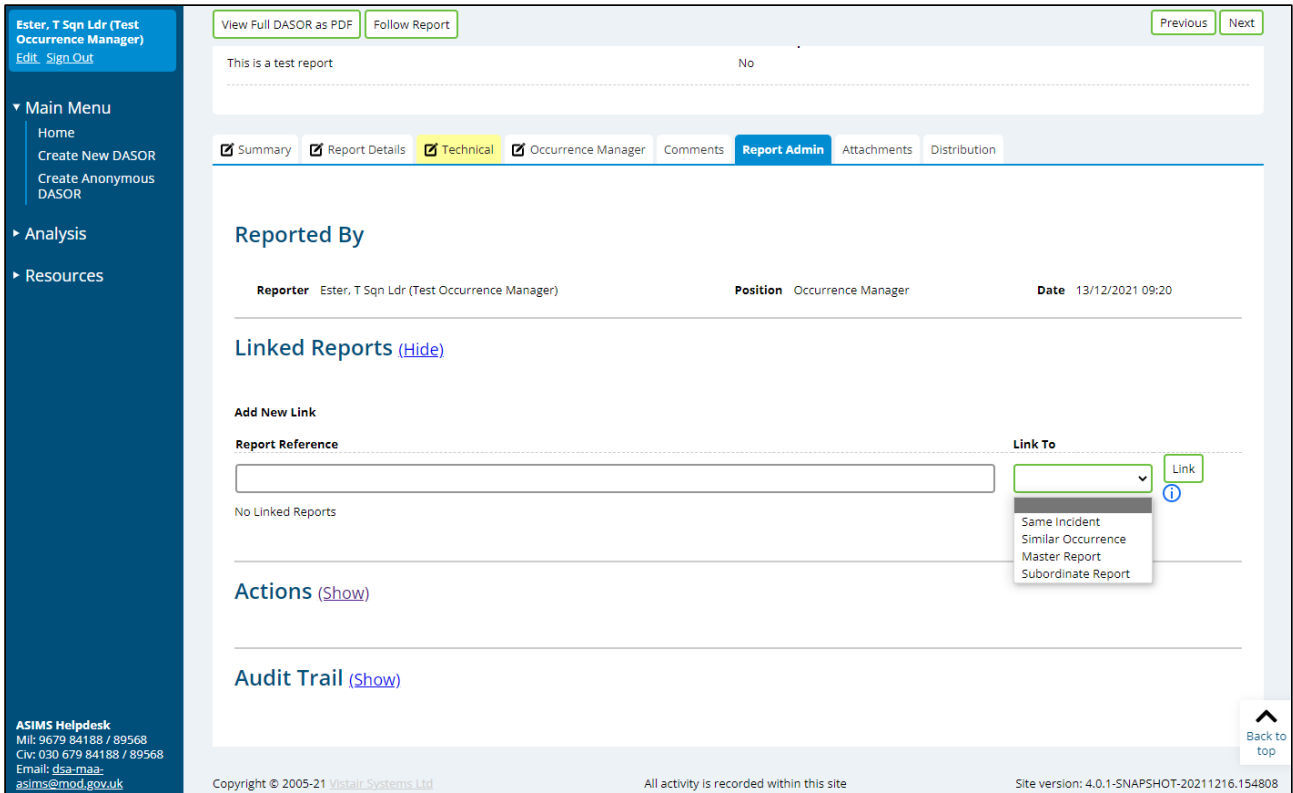 Ester, T Sqn Ldr (Test
Occurrence Manager)
Edit Sign Out
Main Menu
Home
Create New DASOR
Create Anonymous
DASOR
Analysis
Resources
ASIMS Helpdesk
Mil: 9679 84188 / 89568
Civ: 030 679 84188 / 89568
Email: dsa-maa-
asims@mod.gov.uk
View Full DASOR as PDF Follow Report Previous Next
This is a test report No
Summary Report Details Technical Occurrence Manager Comments Report Admin Attachments Distribution
Reported By
Reporter Ester, T Sqn Ldr (Test Occurrence Manager) Position Occurrence Manager Date 13/12/2021 09:20
Linked Reports (Hide)
Add New Link
Report Reference Link To
Link
No Linked Reports
Same Incident
Similar Occurrence
Master Report
Subordinate Report
Actions (Show)
Audit Trail (Show)
Back to
top
Copyright © 2005-21 Vistair Systems Ltd All activity is recorded within this site Site version: 4.0.1-SNAPSHOT-20211216.154808